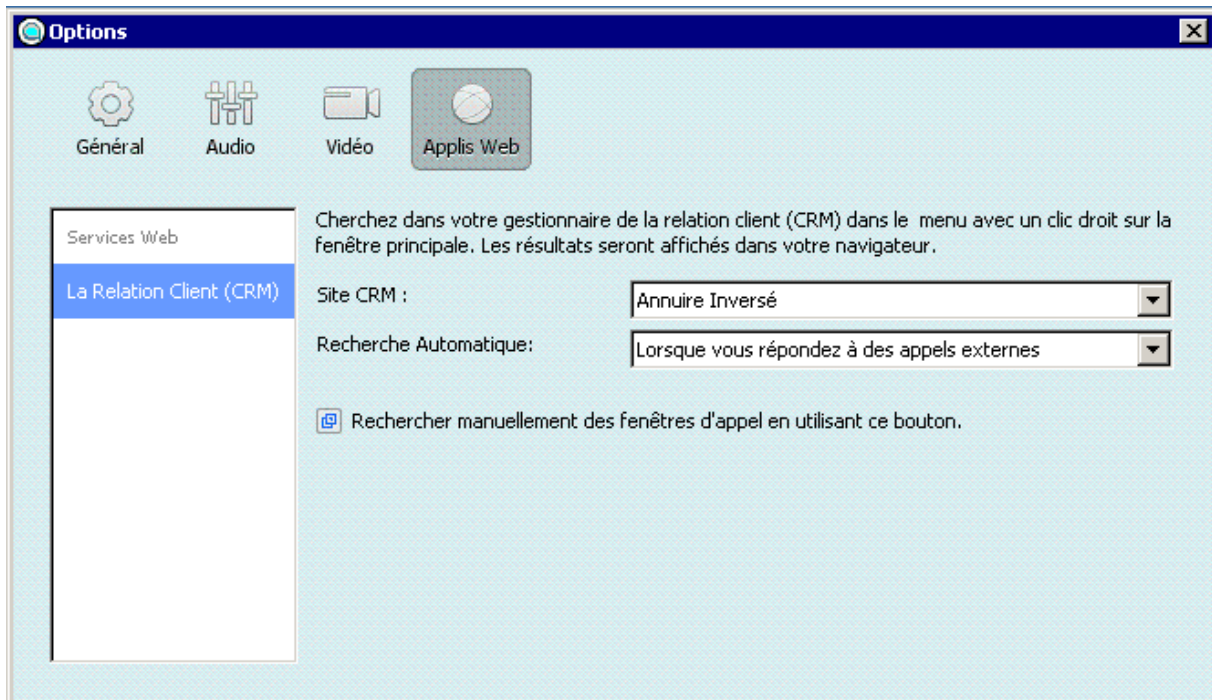 Options
Général Audio Vidéo Applis Web
Services Web
La Relation Client (CRM)
Cherchez dans votre gestionnaire de la relation client (CRM) dans le  menu avec un clic droit sur la
fenêtre principale. Les résultats seront affichés dans votre navigateur.
Site CRM : Annuire Inversé
Recherche Automatique: Lorsque vous répondez à des appels externes
Rechercher manuellement des fenêtres d'appel en utilisant ce bouton.